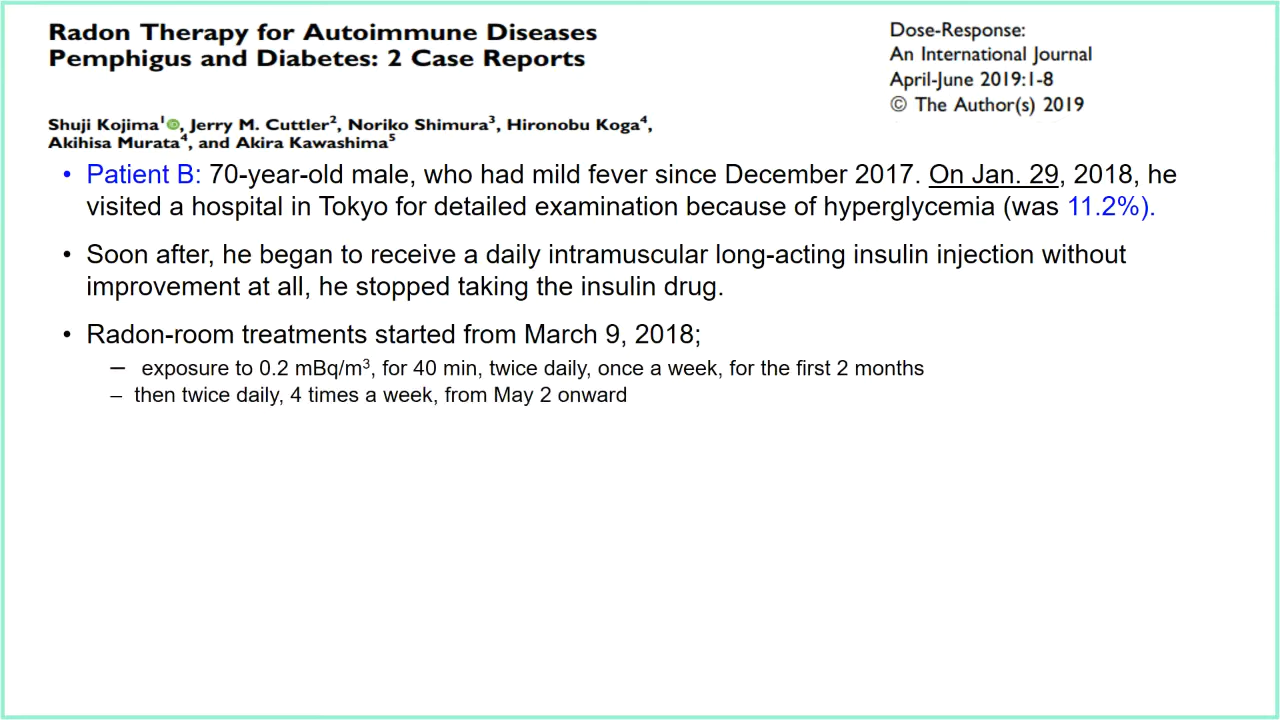 Radon Therapy for Autoimmune Diseases
Pemphigus and Diabetes: 2 Case Reports
Dose-Response:
An International Journal
April-June 2019:1-8
© The Author(s) 2019
Shuji Kojima¹, Jerry M. Cuttler², Noriko Shimura³, Hironobu Koga⁴,
Akihisa Murata⁴, and Akira Kawashima⁵
• Patient B: 70-year-old male, who had mild fever since December 2017. On Jan. 29, 2018, he
visited a hospital in Tokyo for detailed examination because of hyperglycemia (was 11.2%).
• Soon after, he began to receive a daily intramuscular long-acting insulin injection without
improvement at all, he stopped taking the insulin drug.
• Radon-room treatments started from March 9, 2018;
– exposure to 0.2 mBq/m³, for 40 min, twice daily, once a week, for the first 2 months
– then twice daily, 4 times a week, from May 2 onward